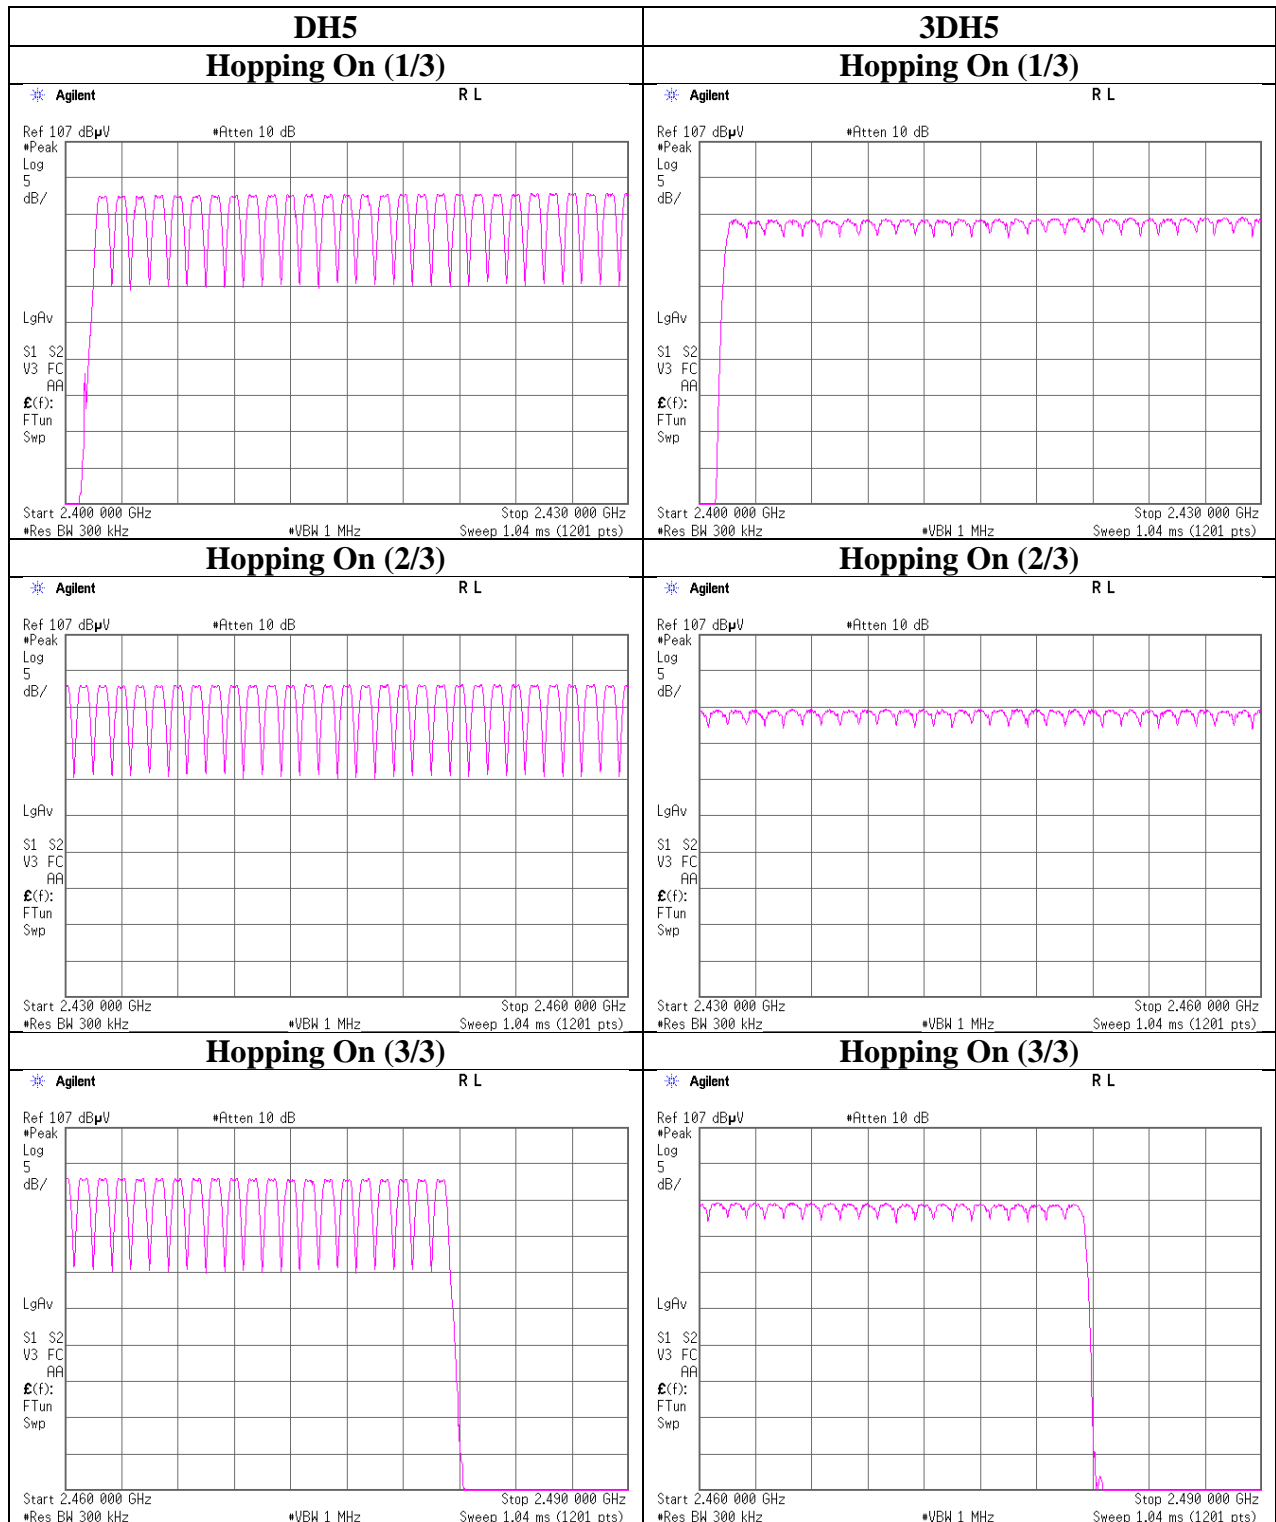 DH5
3DH5
Hopping On (1/3)
Hopping On (1/3)
Agilent R L
Ref 107 dBµV #Atten 10 dB
#Peak
Log
5
dB/
LgAv
S1 S2
V3 FC
AA
£(f):
FTun
Swp
Start 2.400 000 GHz Stop 2.430 000 GHz
#Res BW 300 kHz #VBW 1 MHz Sweep 1.04 ms (1201 pts)
Agilent R L
Ref 107 dBµV #Atten 10 dB
#Peak
Log
5
dB/
LgAv
S1 S2
V3 FC
AA
£(f):
FTun
Swp
Start 2.400 000 GHz Stop 2.430 000 GHz
#Res BW 300 kHz #VBW 1 MHz Sweep 1.04 ms (1201 pts)
Hopping On (2/3)
Hopping On (2/3)
Agilent R L
Ref 107 dBµV #Atten 10 dB
#Peak
Log
5
dB/
LgAv
S1 S2
V3 FC
AA
£(f):
FTun
Swp
Start 2.430 000 GHz Stop 2.460 000 GHz
#Res BW 300 kHz #VBW 1 MHz Sweep 1.04 ms (1201 pts)
Agilent R L
Ref 107 dBµV #Atten 10 dB
#Peak
Log
5
dB/
LgAv
S1 S2
V3 FC
AA
£(f):
FTun
Swp
Start 2.430 000 GHz Stop 2.460 000 GHz
#Res BW 300 kHz #VBW 1 MHz Sweep 1.04 ms (1201 pts)
Hopping On (3/3)
Hopping On (3/3)
Agilent R L
Ref 107 dBµV #Atten 10 dB
#Peak
Log
5
dB/
LgAv
S1 S2
V3 FC
AA
£(f):
FTun
Swp
Start 2.460 000 GHz Stop 2.490 000 GHz
#Res BW 300 kHz #VBW 1 MHz Sweep 1.04 ms (1201 pts)
Agilent R L
Ref 107 dBµV #Atten 10 dB
#Peak
Log
5
dB/
LgAv
S1 S2
V3 FC
AA
£(f):
FTun
Swp
Start 2.460 000 GHz Stop 2.490 000 GHz
#Res BW 300 kHz #VBW 1 MHz Sweep 1.04 ms (1201 pts)